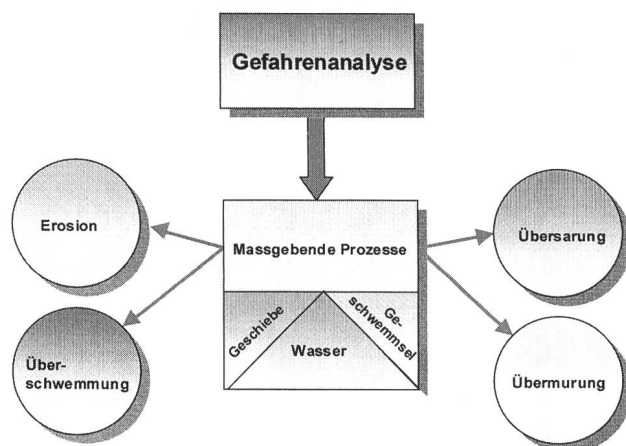 Gefahrenanalyse
Erosion
Massgebende Prozesse
Übersarung
Geschiebe
Ge-
schwemmsel
Wasser
Über-
schwemmung
Übermurung